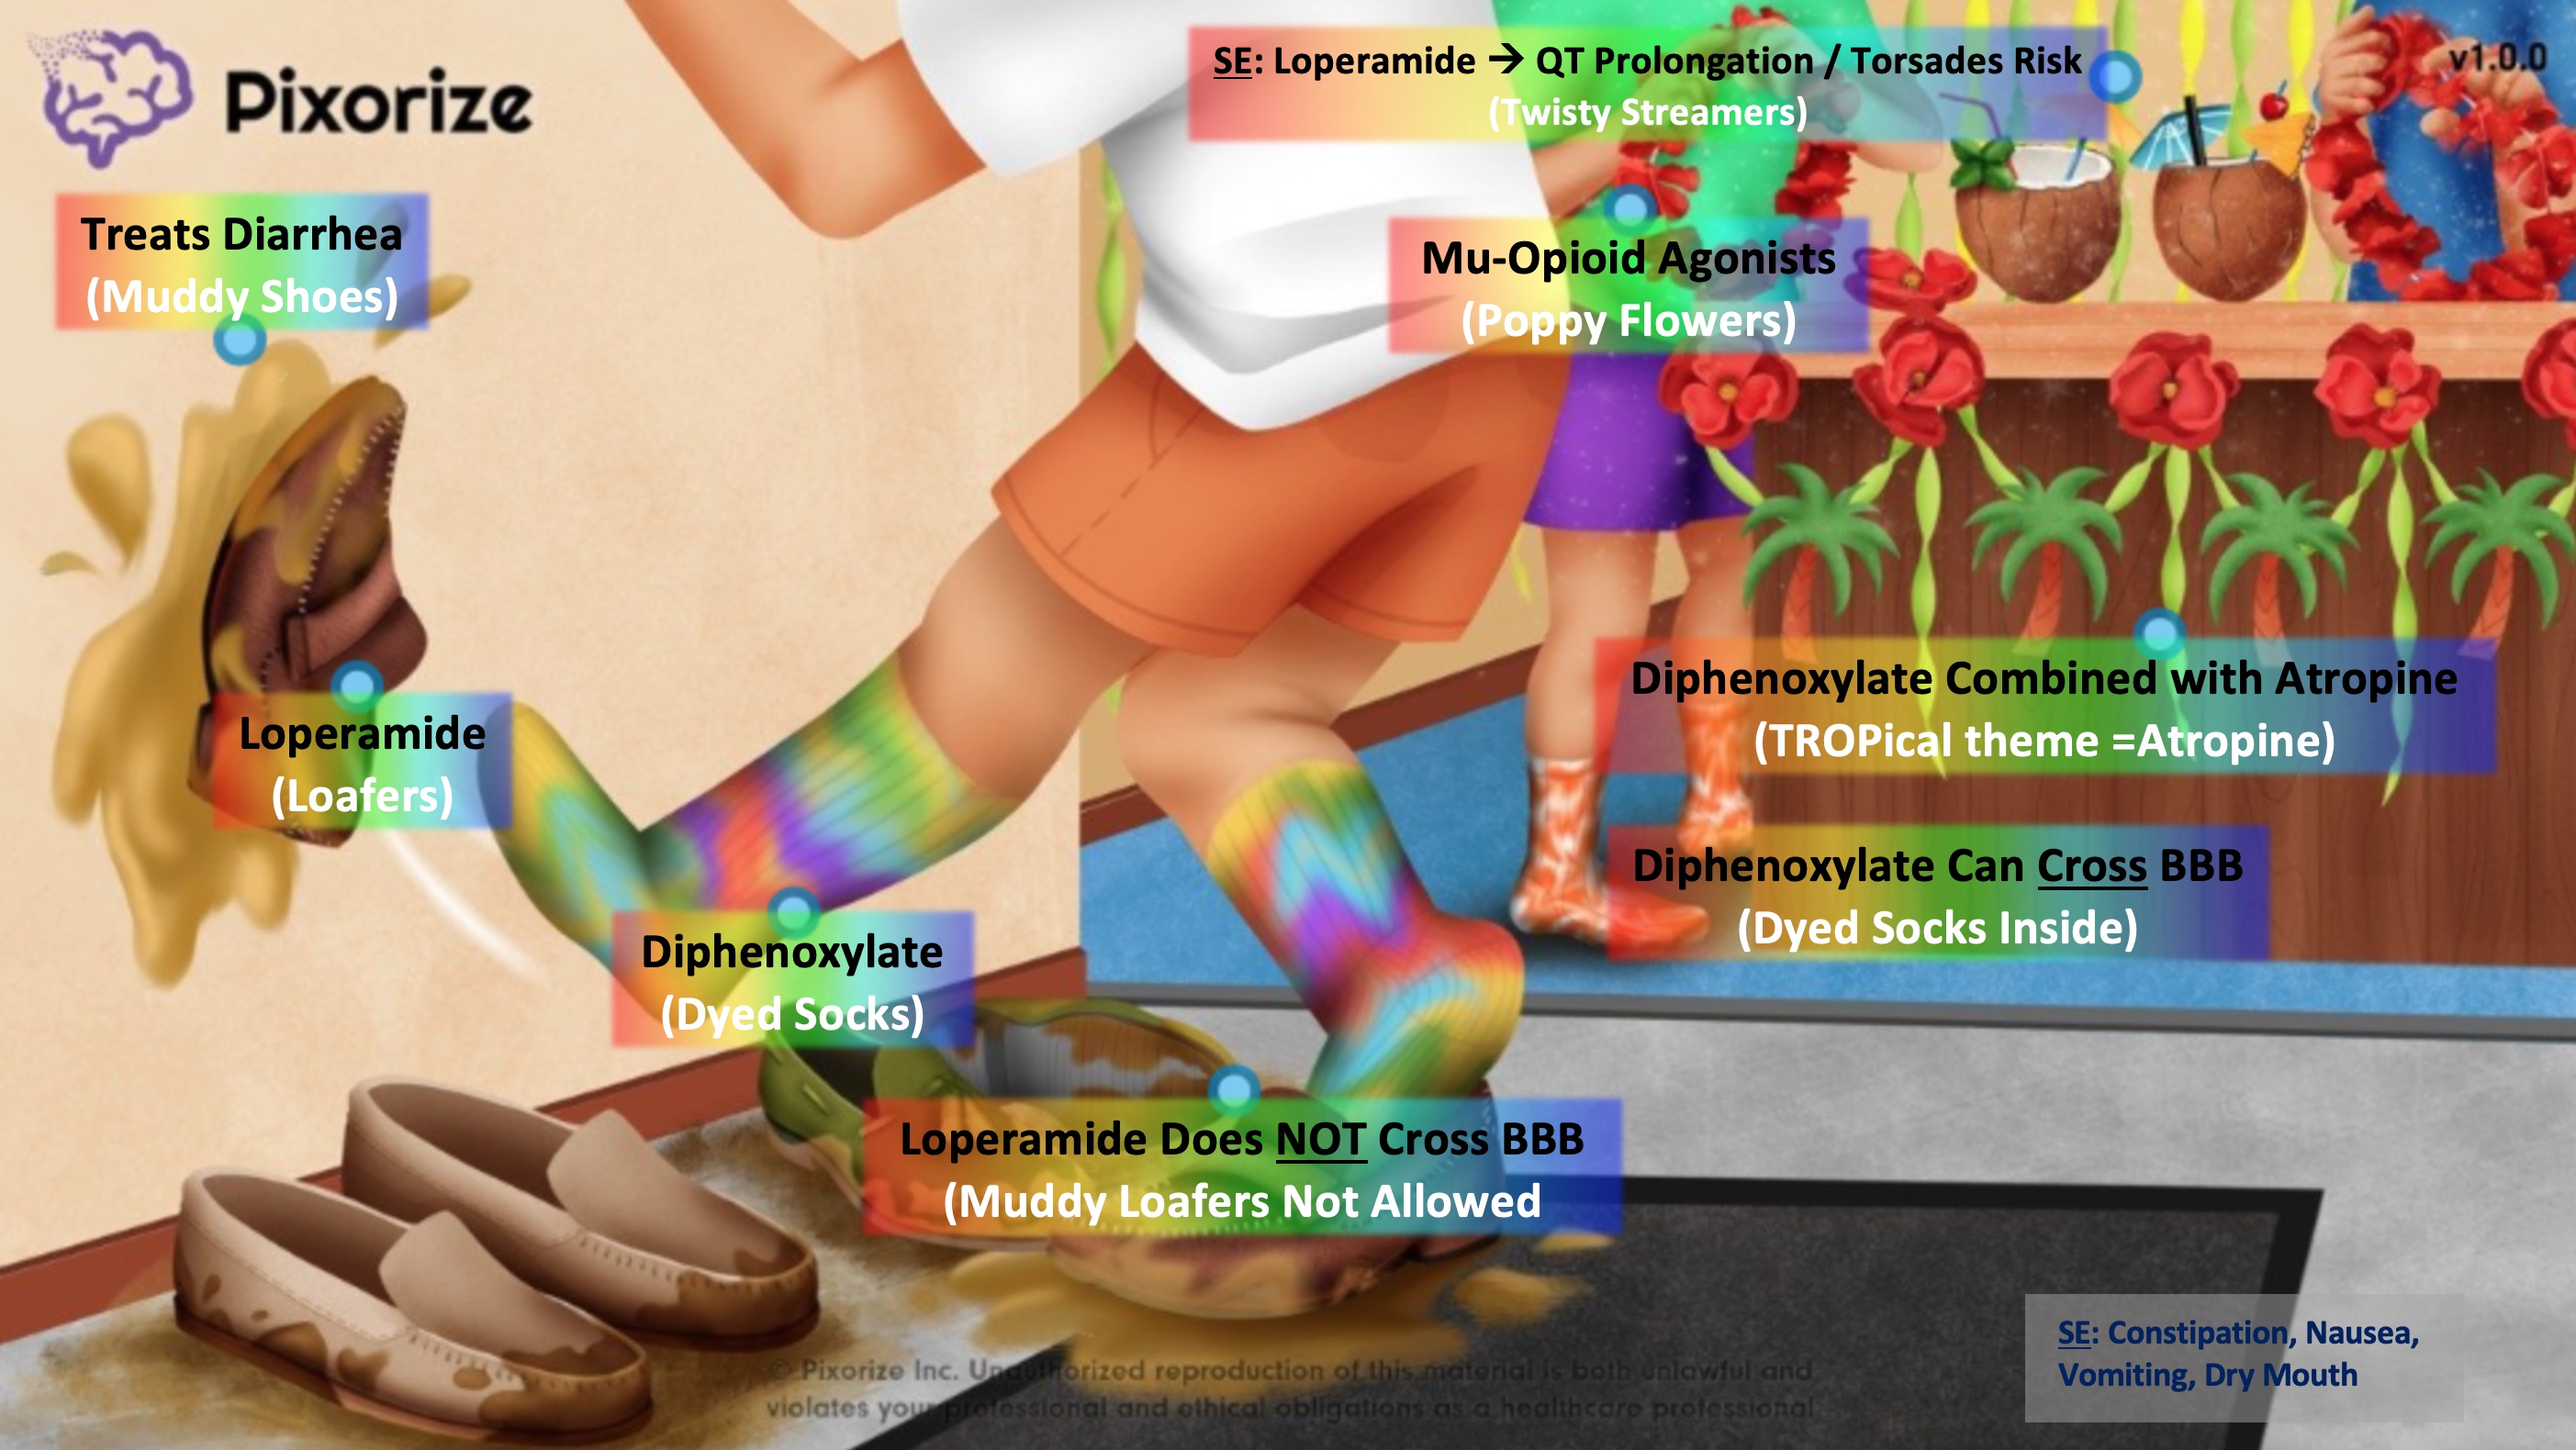 Pixorize
SE: Loperamide → QT Prolongation / Torsades Risk
(Twisty Streamers)
v1.0.0
Treats Diarrhea
(Muddy Shoes)
Mu-Opioid Agonists
(Poppy Flowers)
Loperamide
(Loafers)
Diphenoxylate Combined with Atropine
(TROPical theme =Atropine)
Diphenoxylate Can Cross BBB
(Dyed Socks Inside)
Diphenoxylate
(Dyed Socks)
Loperamide Does NOT Cross BBB
(Muddy Loafers Not Allowed
SE: Constipation, Nausea,
Vomiting, Dry Mouth
© Pixorize Inc. Unauthorized reproduction of this material is both unlawful and
violates your professional and ethical obligations as a healthcare professional